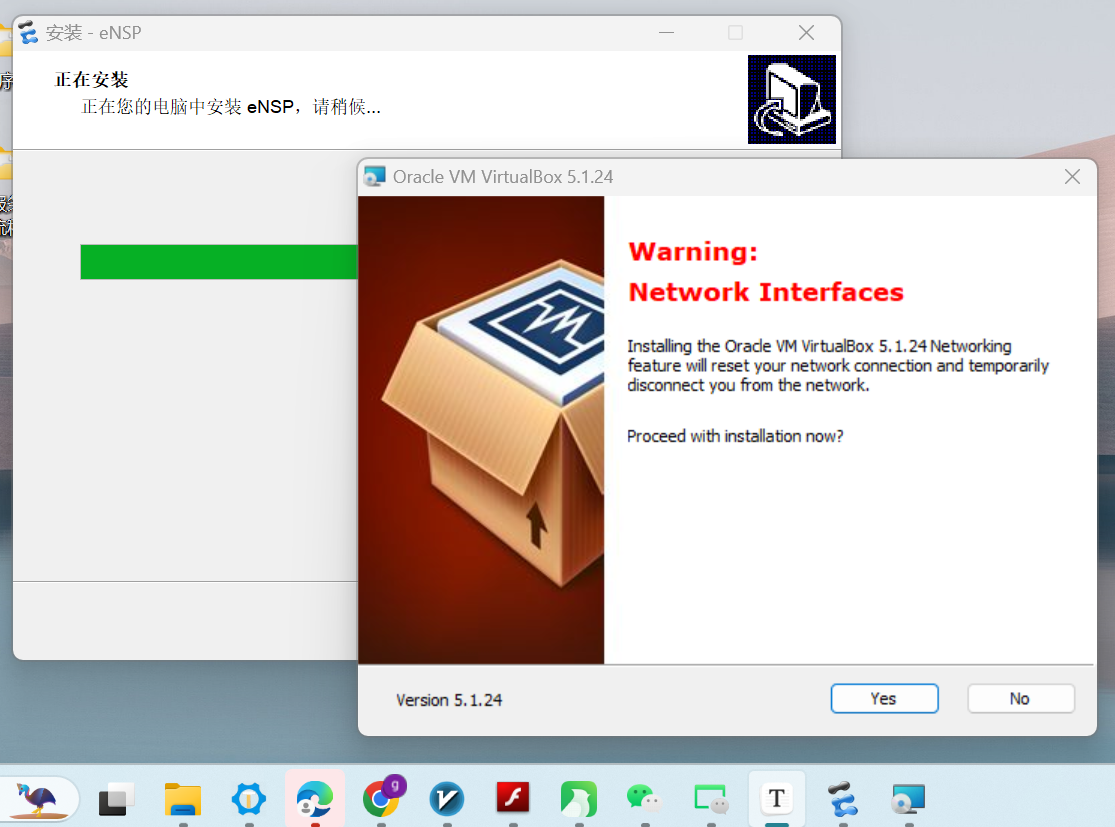 安装 - eNSP
正在安装
正在您的电脑中安装 eNSP，请稍候...
Oracle VM VirtualBox 5.1.24
Warning:
Network Interfaces
Installing the Oracle VM VirtualBox 5.1.24 Networking
feature will reset your network connection and temporarily
disconnect you from the network.
Proceed with installation now?
Version 5.1.24
Yes
No
g
T